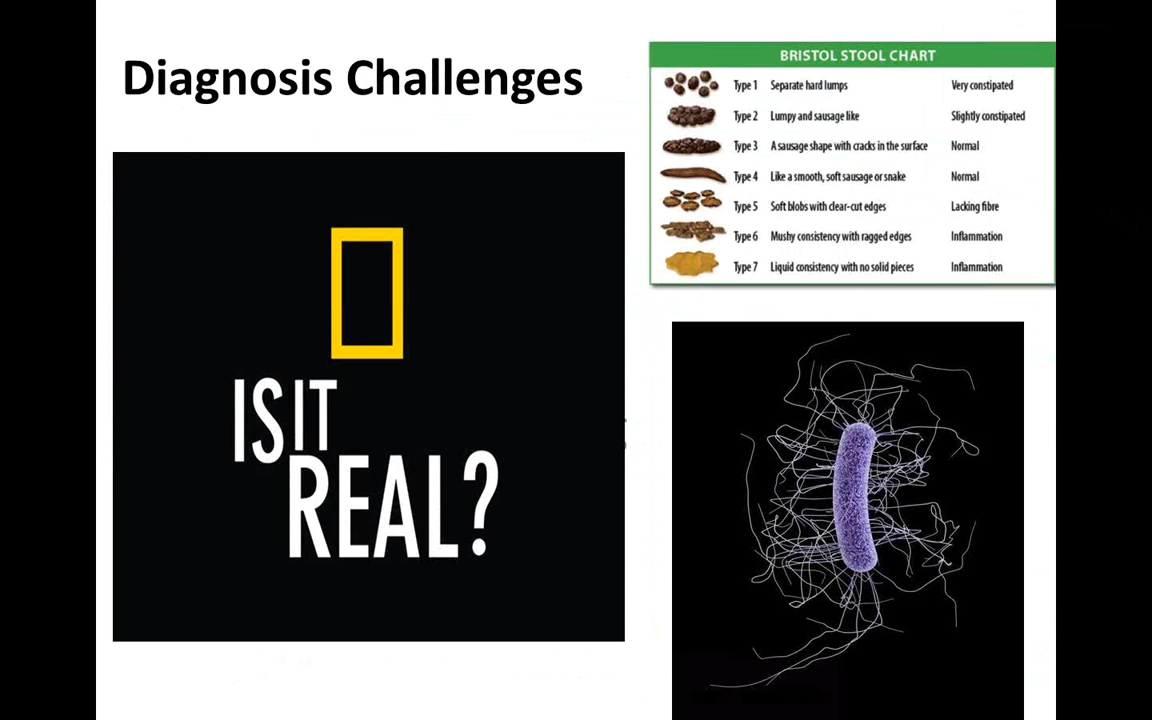 Diagnosis Challenges
IS IT
REAL?
BRISTOL STOOL CHART
Type 1 Separate hard lumps Very constipated
Type 2 Lumpy and sausage like Slightly constipated
Type 3 A sausage shape with cracks in the surface Normal
Type 4 Like a smooth, soft sausage or snake Normal
Type 5 Soft blobs with clear-cut edges Lacking fibre
Type 6 Mushy consistency with ragged edges Inflammation
Type 7 Liquid consistency with no solid pieces Inflammation